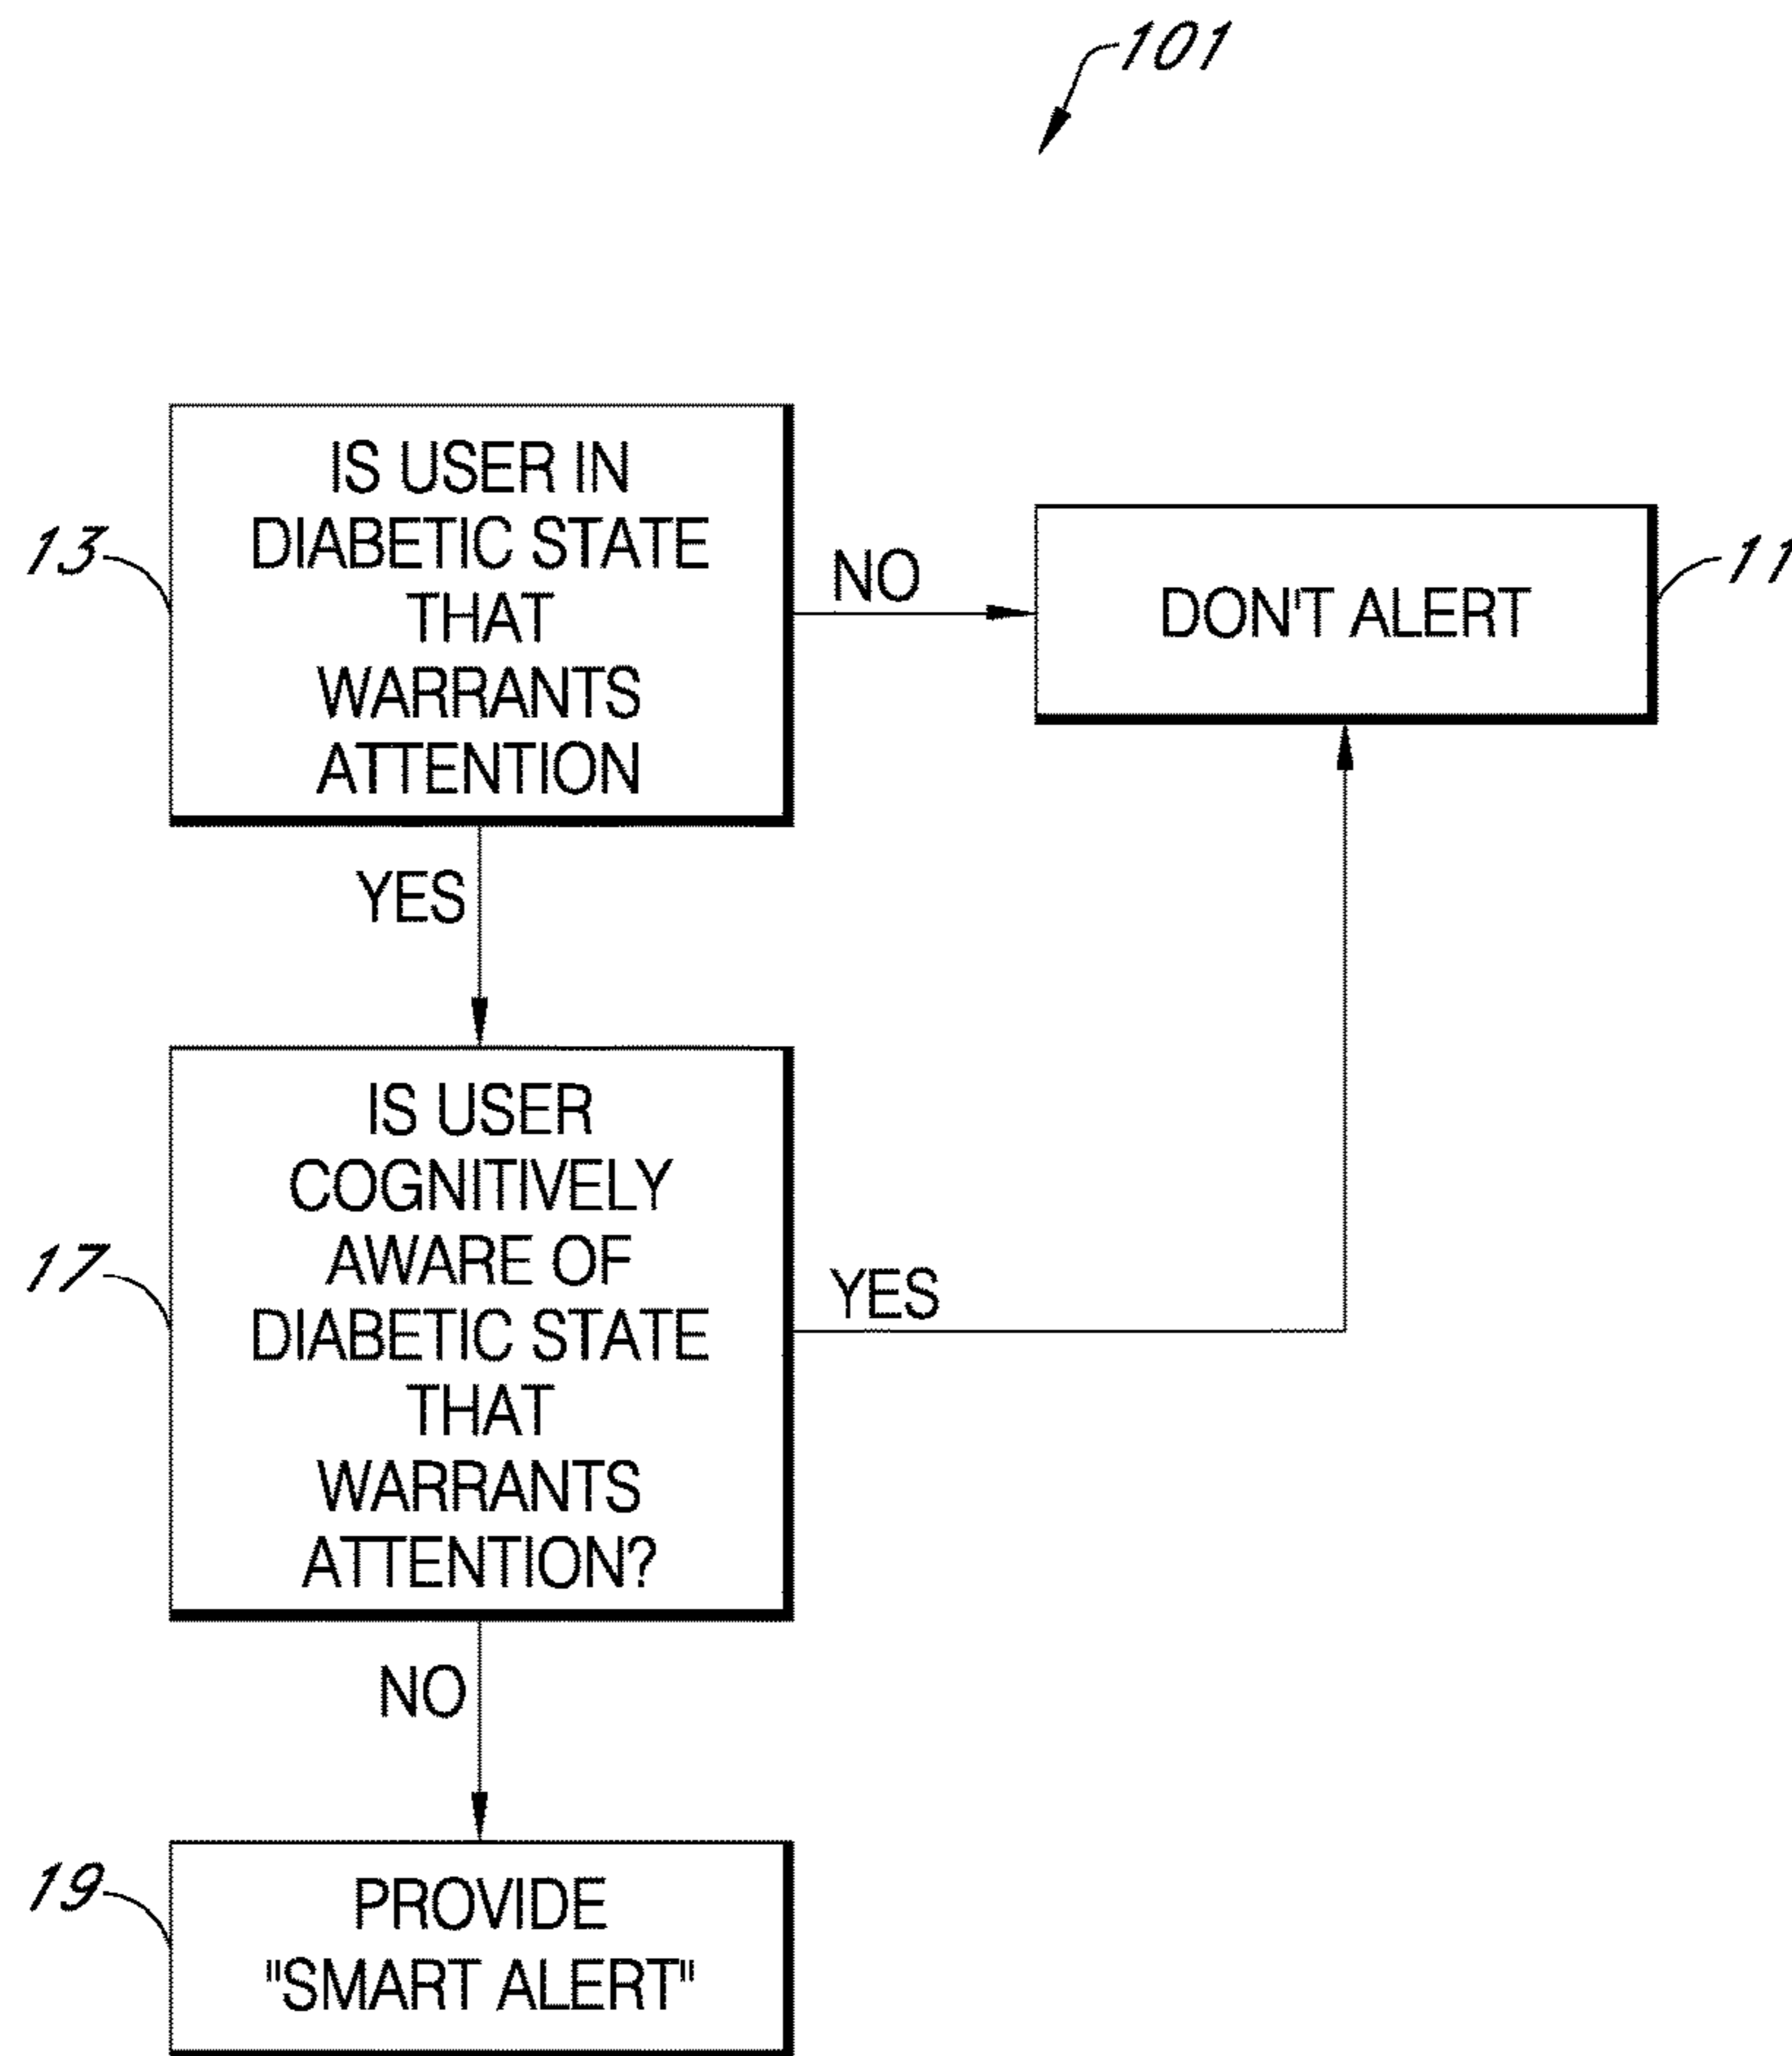 101
IS USER IN
DIABETIC STATE
THAT
WARRANTS
ATTENTION
13
NO
DON'T ALERT
11
YES
IS USER
COGNITIVELY
AWARE OF
DIABETIC STATE
THAT
WARRANTS
ATTENTION?
17
YES
NO
19
PROVIDE
"SMART ALERT"